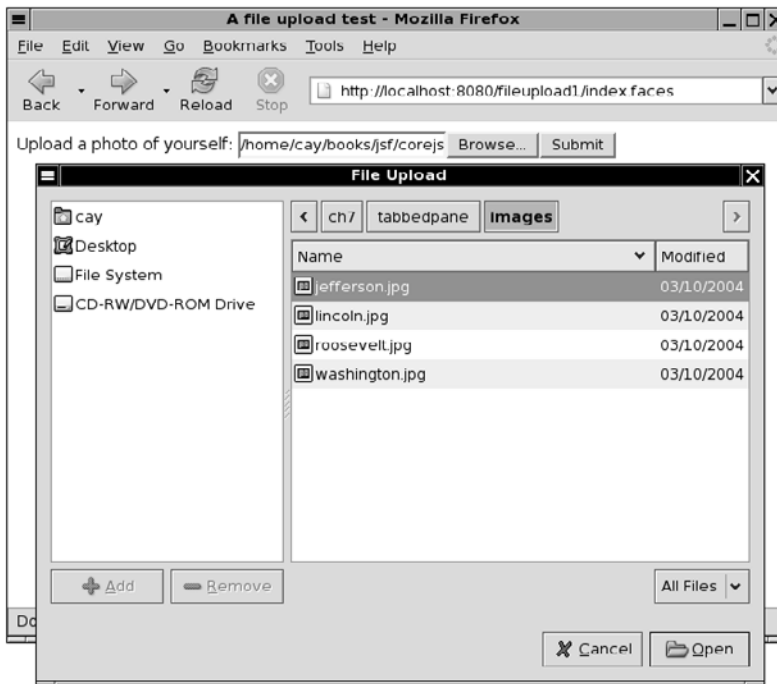 A file upload test - Mozilla Firefox
File Edit View Go Bookmarks Tools Help
Back Forward Reload Stop http://localhost:8080/fileupload1/index.faces
Upload a photo of yourself: /home/cay/books/jsf/corejs Browse... Submit
File Upload
cay
Desktop
File System
CD-RW/DVD-ROM Drive
ch7 tabbedpane images
Name Modified
jefferson.jpg 03/10/2004
lincoln.jpg 03/10/2004
roosevelt.jpg 03/10/2004
washington.jpg 03/10/2004
Add Remove All Files
Do
Cancel Open